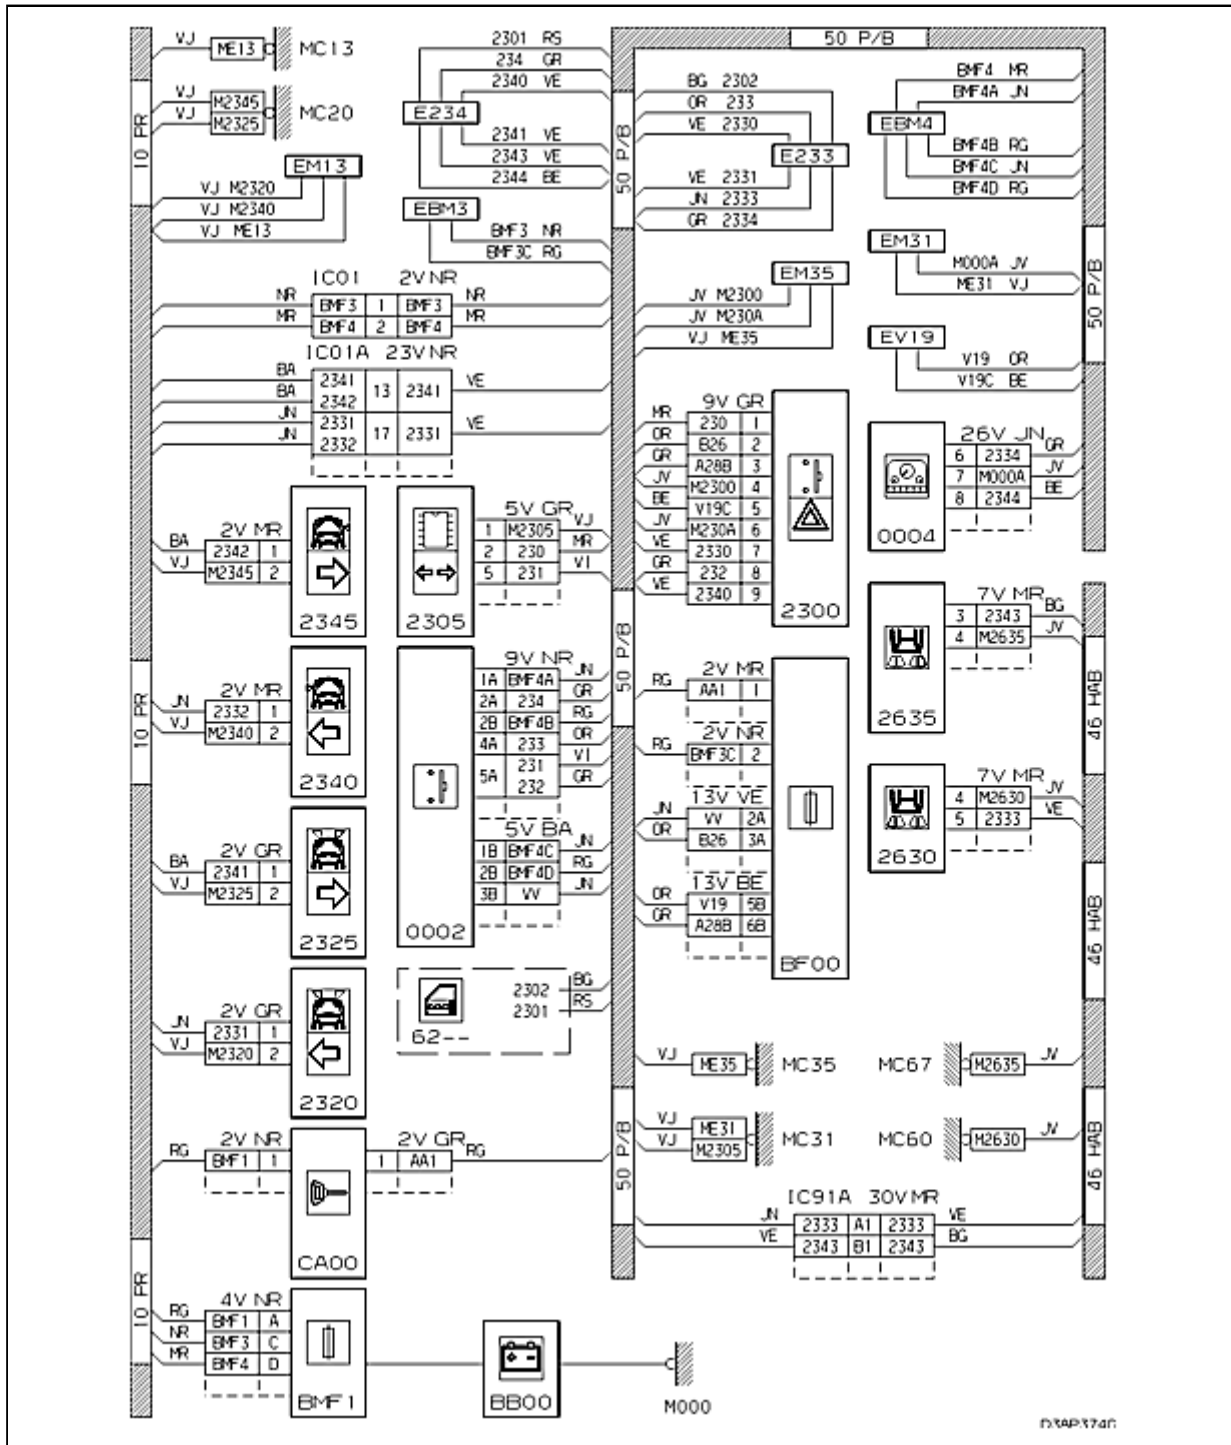 VJ ME13 MC13
VJ M2345
VJ M2325
MC20
10 PR
EM13
VJ M2320
VJ M2340
VJ ME13
2301 RS
234 GR
2340 VE
E234
2341 VE
2343 VE
2344 BE
EBM3
BMF3 NR
BMF3C RG
IC01 2V NR
NR BMF3 1 BMF3 NR
MR BMF4 2 BMF4 MR
IC01A 23V NR
BA 2341
BA 2342
13 2341 VE
JN 2331
JN 2332
17 2331 VE
50 P/B
50 P/B
BG 2302
OR 233
VE 2330
E233
VE 2331
JN 2333
GR 2334
EM35
JV M2300
JV M230A
VJ ME35
BMF4 MR
BMF4A JN
EBM4
BMF4B RG
BMF4C JN
BMF4D RG
EM31
M000A JV
ME31 VJ
50 P/B
EV19
V19 OR
V19C BE
2V MR
BA 2342 1
VJ M2345 2
2345
5V GR
1 M2305 VJ
2 230 MR
5 231 VI
2305
9V GR
MR 230 1
OR B26 2
GR A28B 3
JV M2300 4
BE V19C 5
JV M230A 6
VE 2330 7
GR 232 8
VE 2340 9
2300
26V JN
6 2334 GR
7 M000A JV
8 2344 BE
0004
10 PR
2V MR
JN 2332 1
VJ M2340 2
2340
9V NR
1A BMF4A JN
2A 234 GR
2B BMF4B RG
4A 233 OR
5A 231 VI
232 GR
5V BA
1B BMF4C JN
2B BMF4D RG
3B VV JN
0002
50 P/B
2V MR
RG AA1 1
2V NR
RG BMF3C 2
13V VE
JN VV 2A
OR B26 3A
13V BE
OR V19 5B
GR A28B 6B
BF00
7V MR
3 2343 BG
4 M2635 JV
2635
46 HAB
7V MR
4 M2630 JV
5 2333 VE
2630
46 HAB
2V GR
BA 2341 1
VJ M2325 2
2325
2302 BG
2301 RS
62--
2V GR
JN 2331 1
VJ M2320 2
2320
VJ ME35 MC35
MC67 M2635 JV
50 P/B
VJ ME31
VJ M2305
MC31
MC60 M2630 JV
46 HAB
2V NR
RG BMF1 1
2V GR
1 AA1 RG
CA00
IC91A 30V MR
JN 2333 A1 2333 VE
VE 2343 B1 2343 BG
10 PR
4V NR
RG BMF1 A
NR BMF3 C
MR BMF4 D
BMF1
BB00
M000
D3AP374G